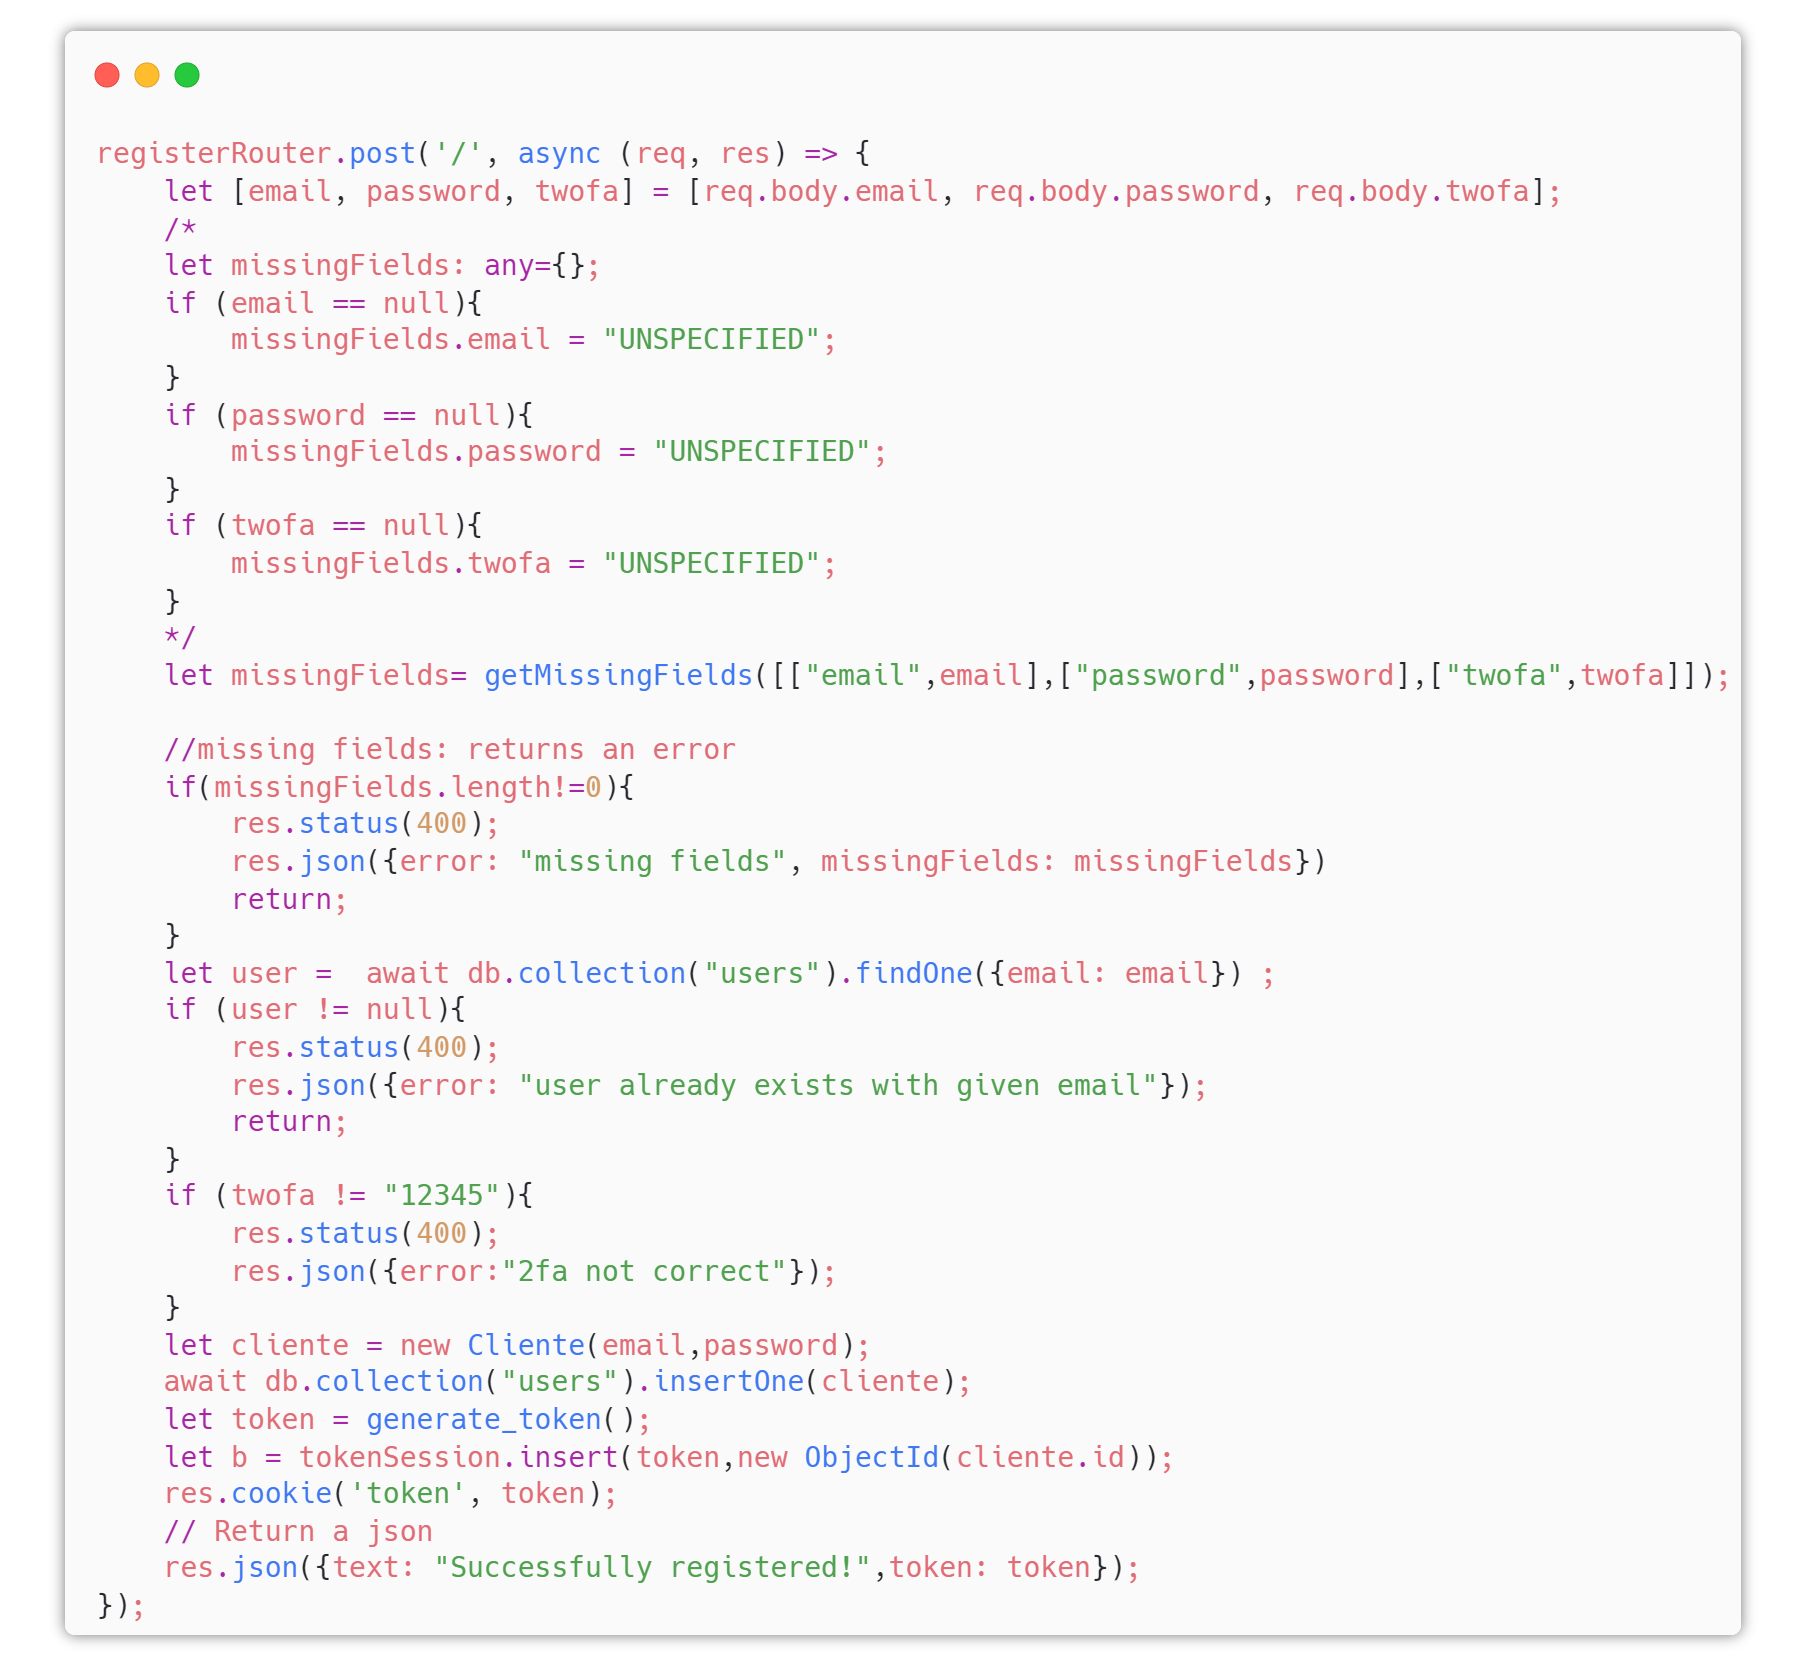 registerRouter.post('/', async (req, res) => {
    let [email, password, twofa] = [req.body.email, req.body.password, req.body.twofa];
    /*
    let missingFields: any={};
    if (email == null){
        missingFields.email = "UNSPECIFIED";
    }
    if (password == null){
        missingFields.password = "UNSPECIFIED";
    }
    if (twofa == null){
        missingFields.twofa = "UNSPECIFIED";
    }
    */
    let missingFields= getMissingFields([["email",email],["password",password],["twofa",twofa]]);

    //missing fields: returns an error
    if(missingFields.length!=0){
        res.status(400);
        res.json({error: "missing fields", missingFields: missingFields})
        return;
    }
    let user =  await db.collection("users").findOne({email: email}) ;
    if (user != null){
        res.status(400);
        res.json({error: "user already exists with given email"});
        return;
    }
    if (twofa != "12345"){
        res.status(400);
        res.json({error:"2fa not correct"});
    }
    let cliente = new Cliente(email,password);
    await db.collection("users").insertOne(cliente);
    let token = generate_token();
    let b = tokenSession.insert(token,new ObjectId(cliente.id));
    res.cookie('token', token);
    // Return a json
    res.json({text: "Successfully registered!",token: token});
});